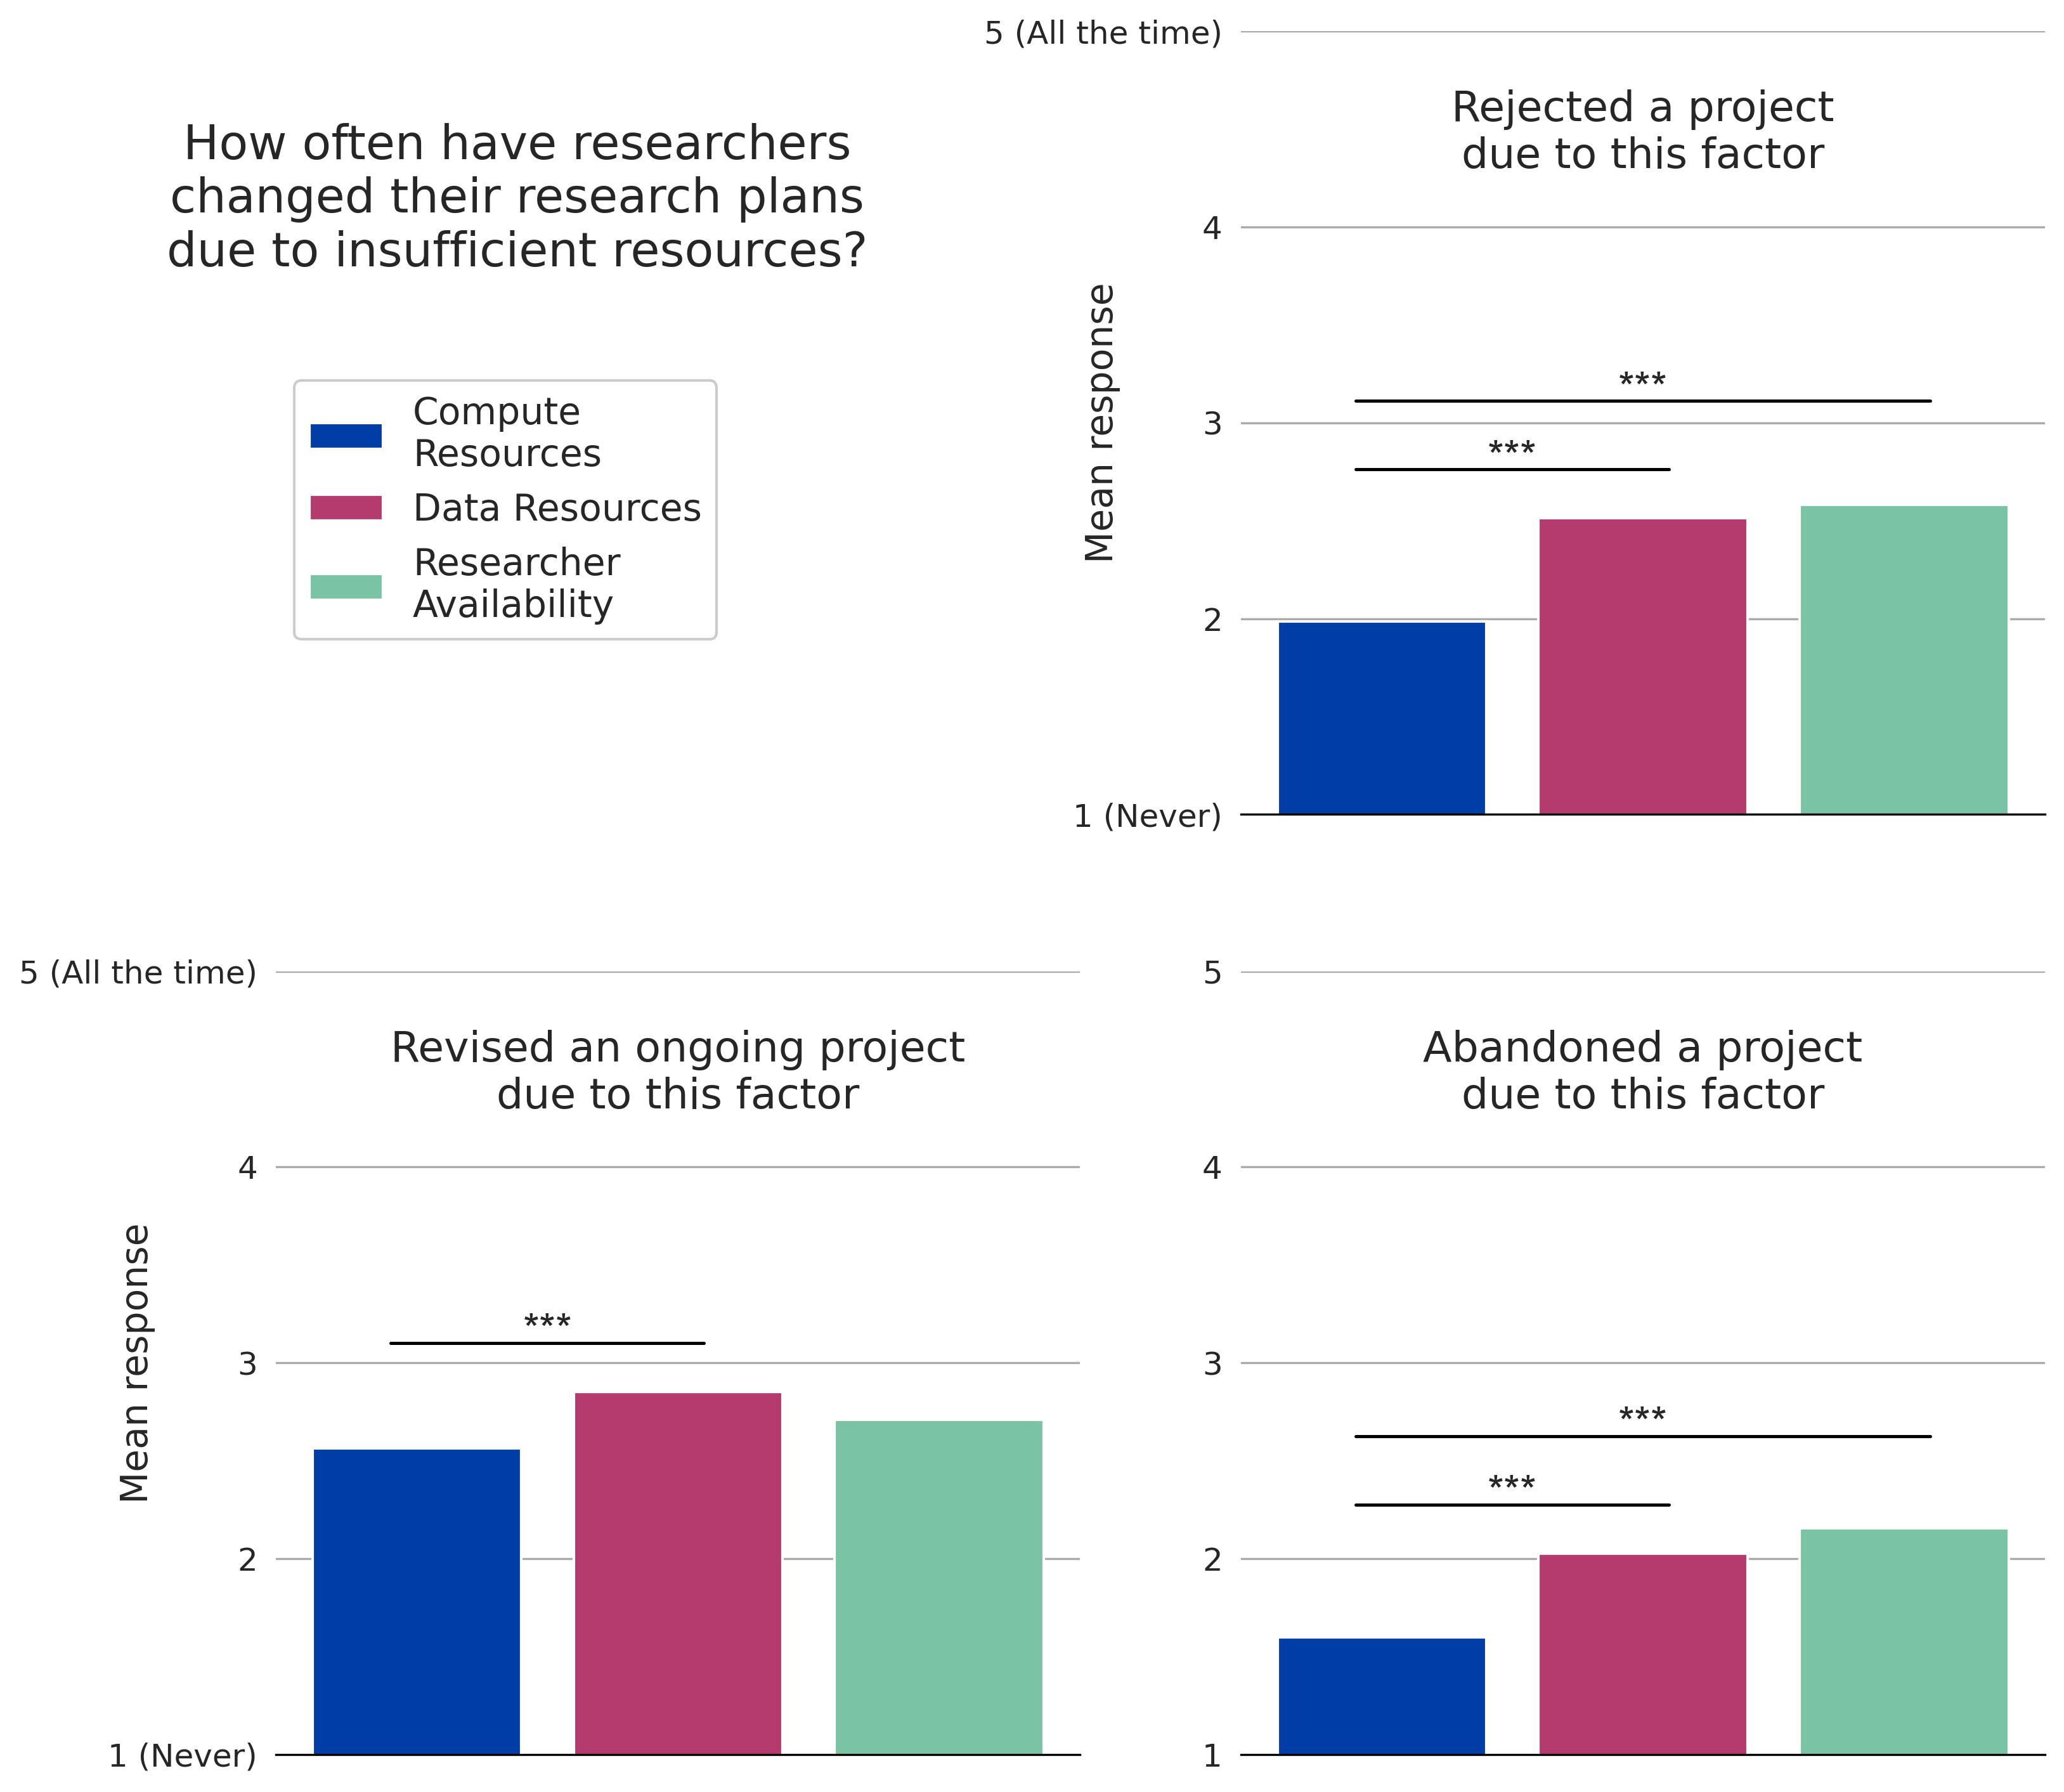 How often have researchers
changed their research plans
due to insufficient resources?
Compute
Resources
Data Resources
Researcher
Availability
5 (All the time)
Rejected a project
due to this factor
4
Mean response
***
3
***
2
1 (Never)
5 (All the time)
Revised an ongoing project
due to this factor
4
Mean response
***
3
2
1 (Never)
5
Abandoned a project
due to this factor
4
3
***
***
2
1